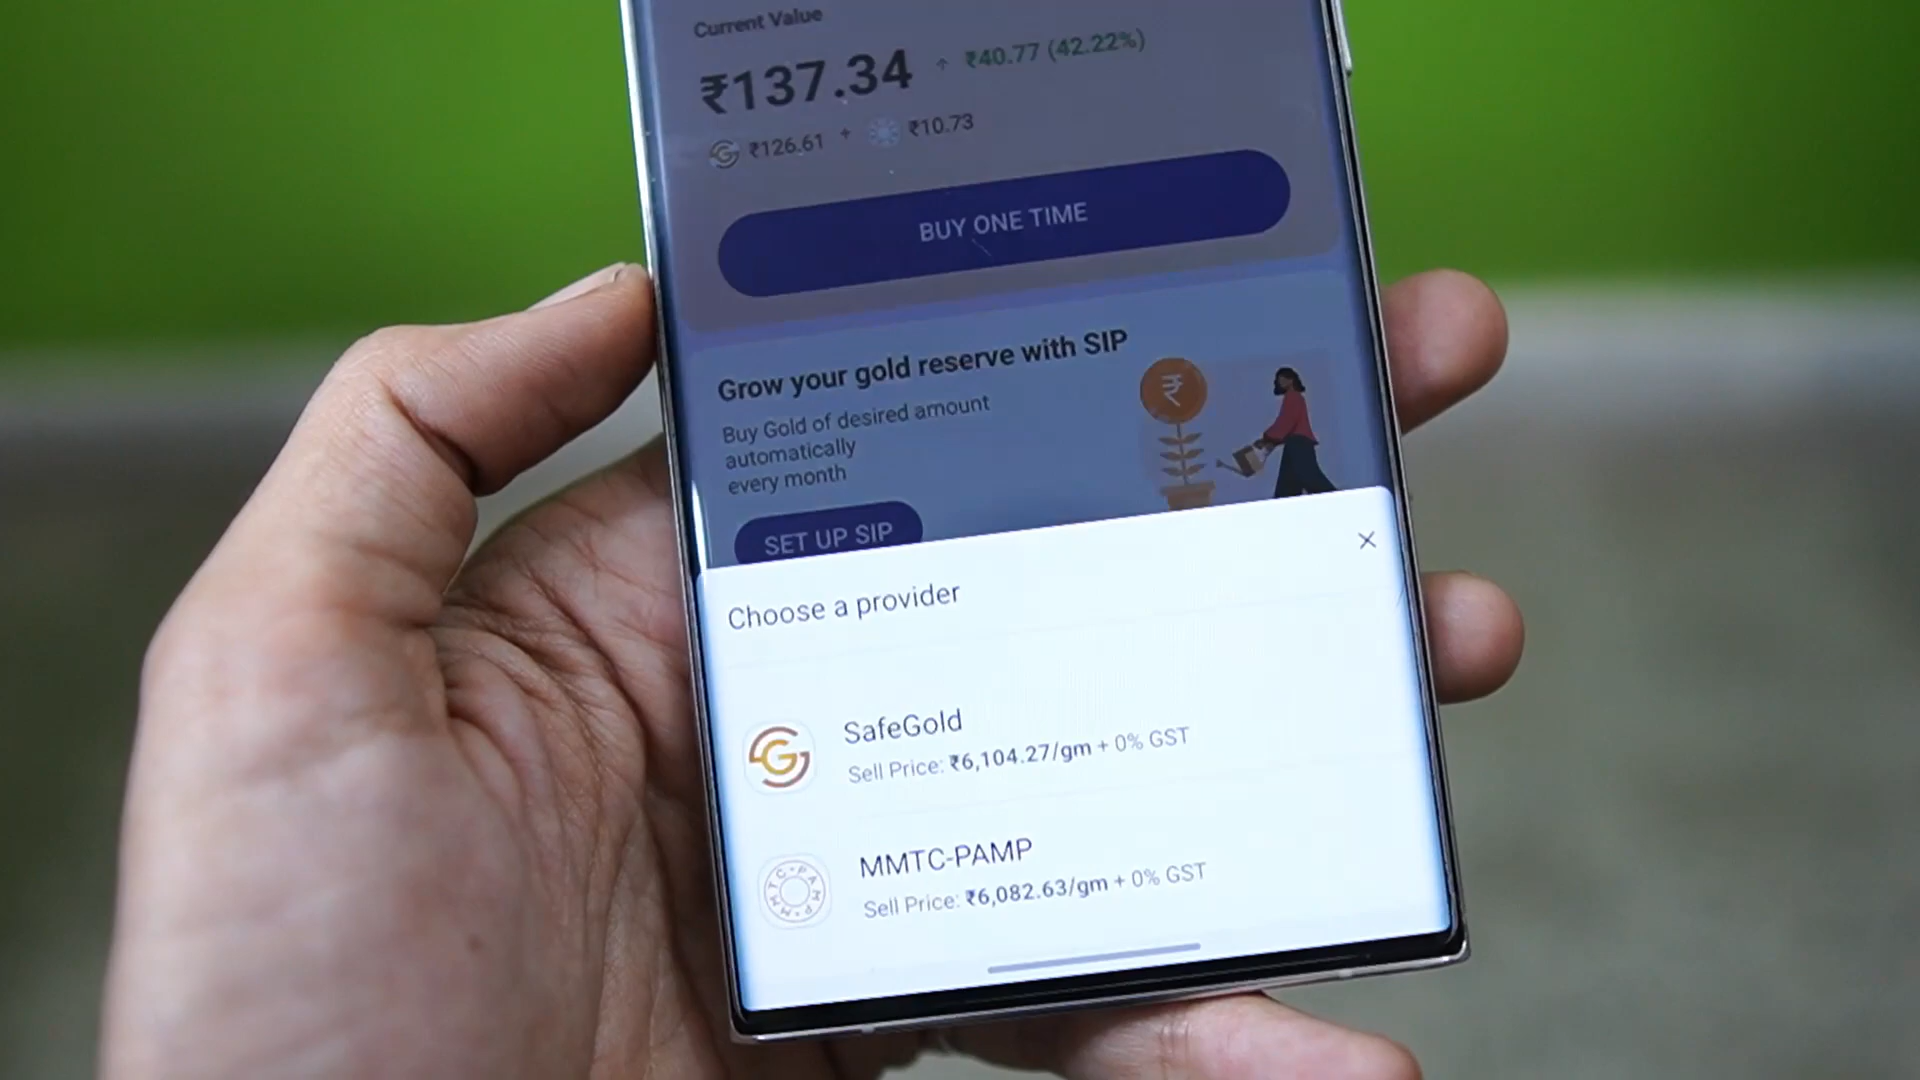 Current Value
₹137.34 ↑ ₹40.77 (42.22%)
₹126.61 + ₹10.73
BUY ONE TIME
Grow your gold reserve with SIP
Buy Gold of desired amount
automatically
every month
₹
SET UP SIP
Choose a provider
SafeGold
Sell Price: ₹6,104.27/gm + 0% GST
MMTC-PAMP
Sell Price: ₹6,082.63/gm + 0% GST
MMTC·PAMP